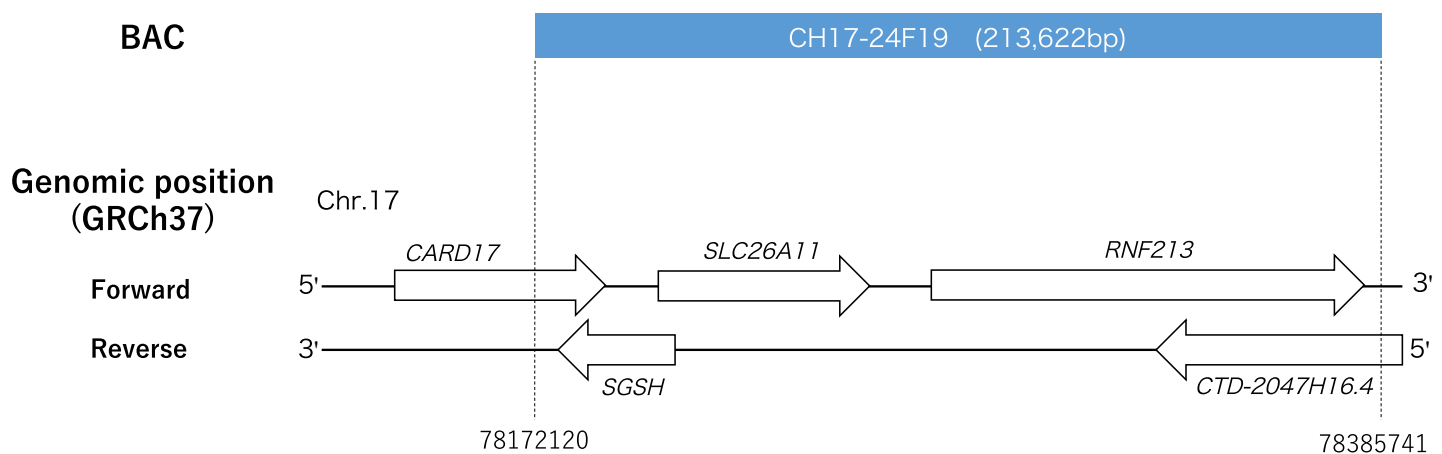 BAC
CH17-24F19 (213,622bp)
Genomic position
(GRCh37)
Chr.17
CARD17
SLC26A11
RNF213
Forward
5'
3'
Reverse
3'
5'
SGSH
CTD-2047H16.4
78172120
78385741